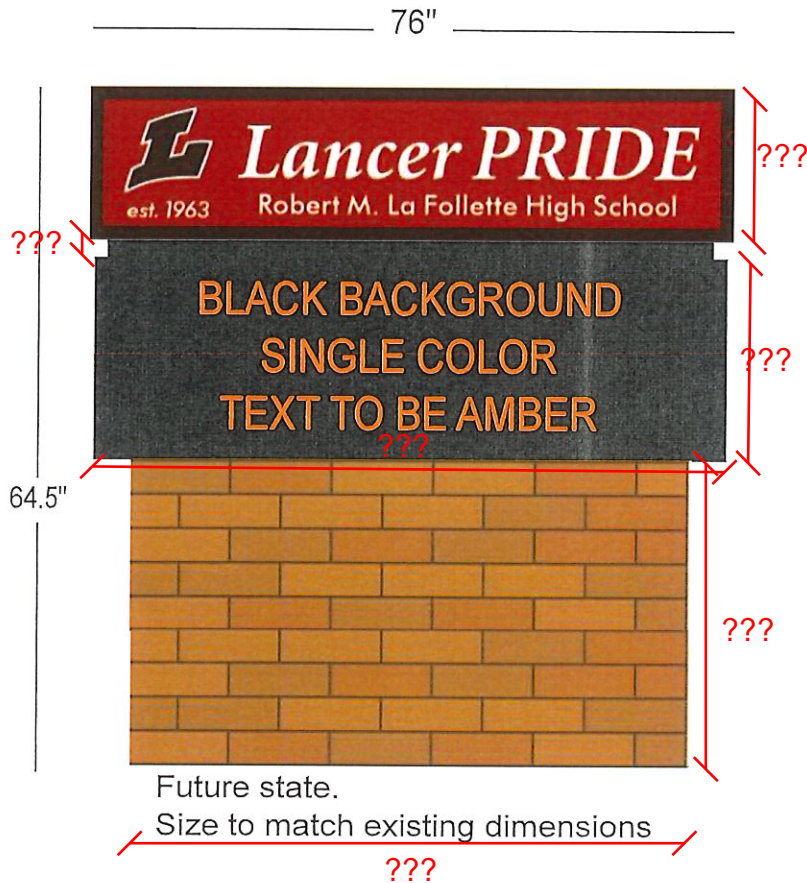 76"
L Lancer PRIDE
est. 1963
Robert M. La Follette High School
???
???
BLACK BACKGROUND
SINGLE COLOR
???
TEXT TO BE AMBER
???
64.5"
???
Future state.
Size to match existing dimensions
???